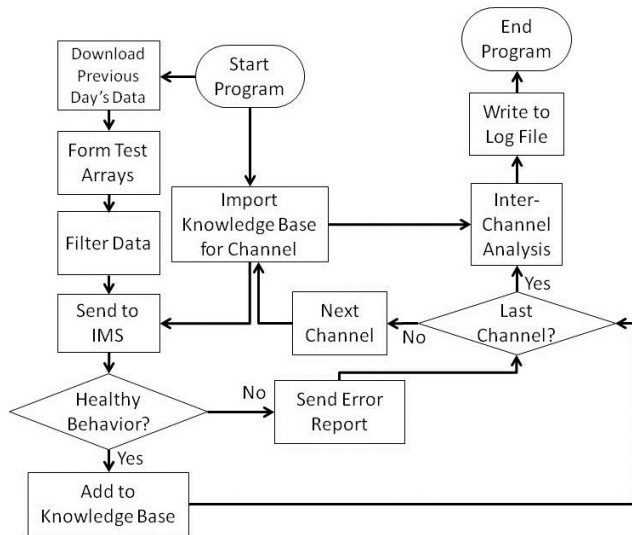 Download
Previous
Day's Data
Start
Program
End
Program
Form Test
Arrays
Write to
Log File
Filter Data
Import
Knowledge Base
for Channel
Inter-
Channel
Analysis
Send to
IMS
Next
Channel
Last
Channel?
Yes
No
Healthy
Behavior?
No
Send Error
Report
Yes
Add to
Knowledge Base